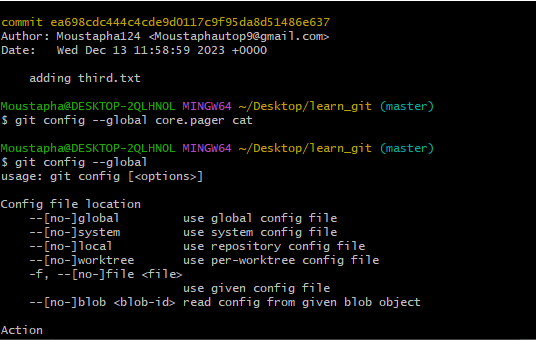 commit ea698cdc444c4cde9d0117c9f95da8d51486e637
Author: Moustapha124 <Moustaphautop9@gmail.com>
Date:   Wed Dec 13 11:58:59 2023 +0000
    adding third.txt
Moustapha@DESKTOP-2QLHNOL MINGW64 ~/Desktop/learn_git (master)
$ git config --global core.pager cat
Moustapha@DESKTOP-2QLHNOL MINGW64 ~/Desktop/learn_git (master)
$ git config --global
usage: git config [<options>]
Config file location
    --[no-]global         use global config file
    --[no-]system         use system config file
    --[no-]local          use repository config file
    --[no-]worktree       use per-worktree config file
    -f, --[no-]file <file>
                          use given config file
    --[no-]blob <blob-id> read config from given blob object
Action